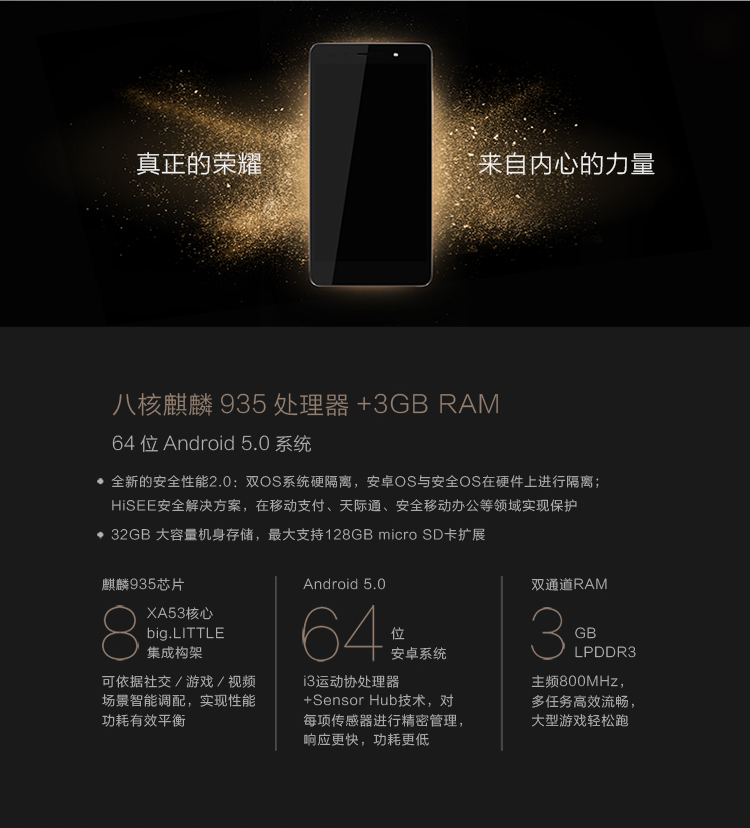 真正的荣耀
来自内心的力量
八核麒麟 935 处理器 +3GB RAM
64 位 Android 5.0 系统
• 全新的安全性能2.0：双OS系统硬隔离，安卓OS与安全OS在硬件上进行隔离；
HiSEE安全解决方案，在移动支付、天际通、安全移动办公等领域实现保护
• 32GB 大容量机身存储，最大支持128GB micro SD卡扩展
麒麟935芯片
8 XA53核心
big.LITTLE
集成构架
可依据社交 / 游戏 / 视频
场景智能调配，实现性能
功耗有效平衡
Android 5.0
64 位
安卓系统
i3运动协处理器
+Sensor Hub技术，对
每项传感器进行精密管理，
响应更快，功耗更低
双通道RAM
3 GB
LPDDR3
主频800MHz，
多任务高效流畅，
大型游戏轻松跑